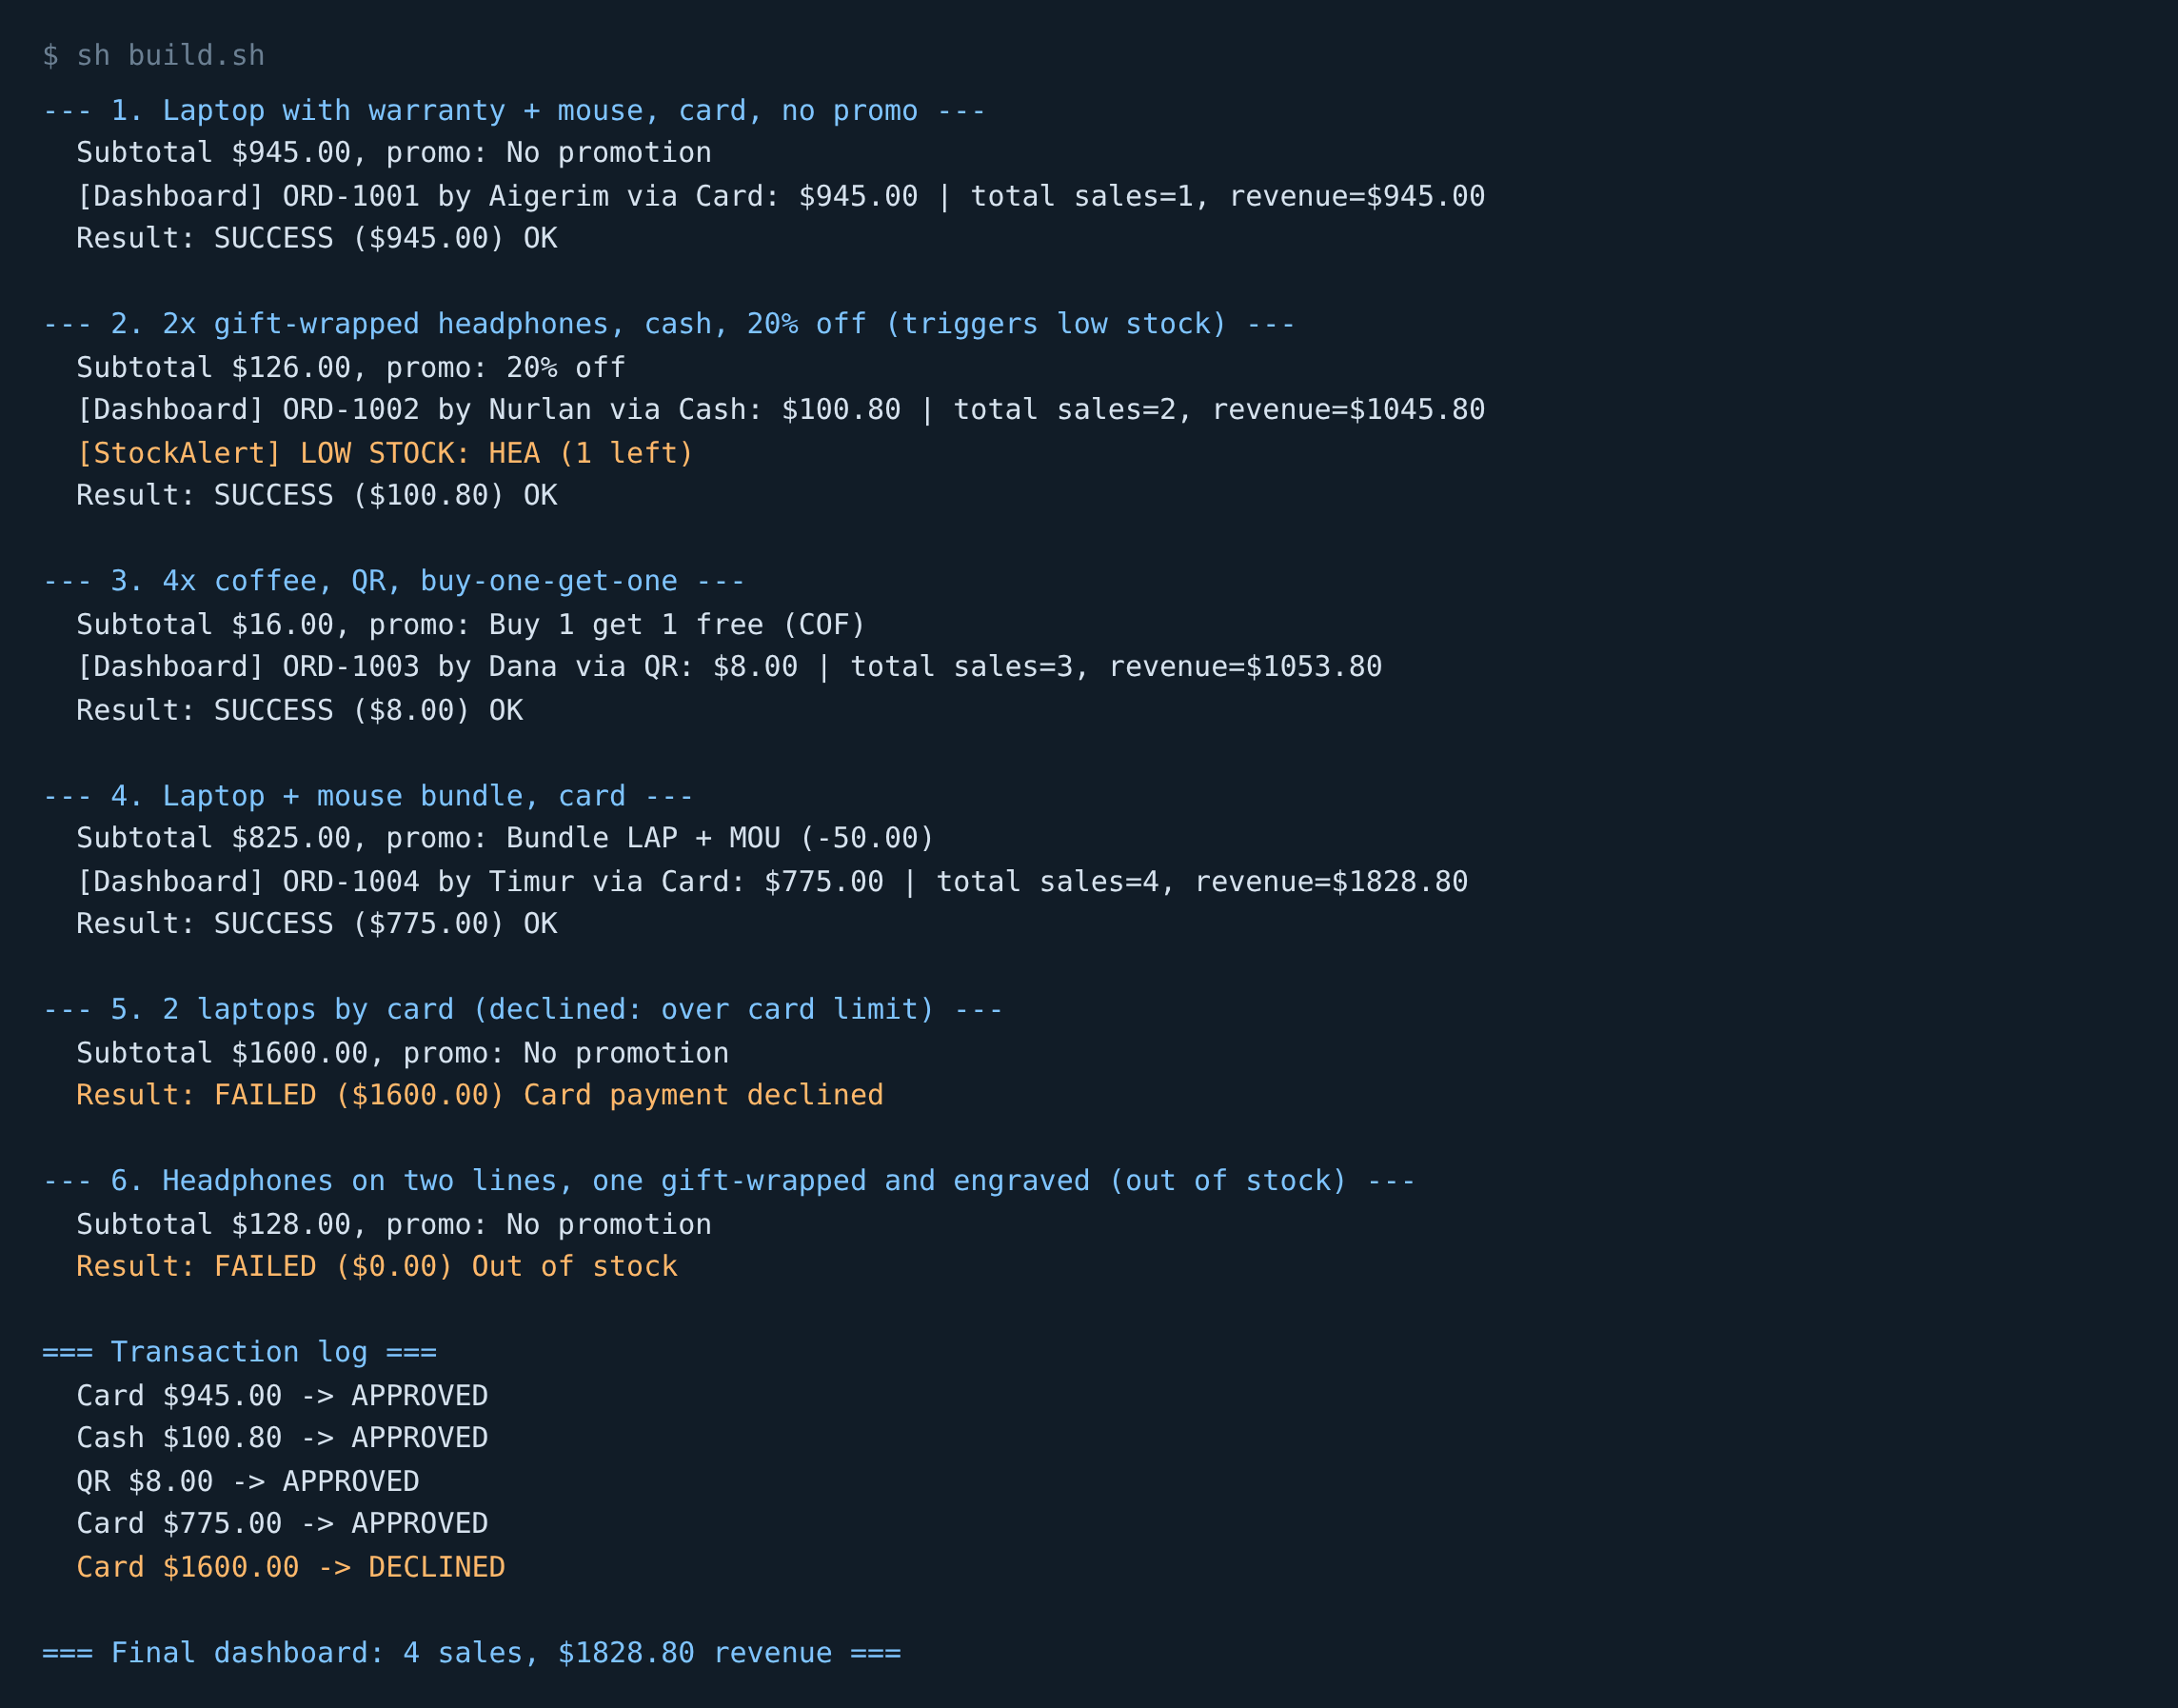 $ sh build.sh
--- 1. Laptop with warranty + mouse, card, no promo ---
Subtotal $945.00, promo: No promotion
[Dashboard] ORD-1001 by Aigerim via Card: $945.00 | total sales=1, revenue=$945.00
Result: SUCCESS ($945.00) OK
--- 2. 2x gift-wrapped headphones, cash, 20% off (triggers low stock) ---
Subtotal $126.00, promo: 20% off
[Dashboard] ORD-1002 by Nurlan via Cash: $100.80 | total sales=2, revenue=$1045.80
[StockAlert] LOW STOCK: HEA (1 left)
Result: SUCCESS ($100.80) OK
--- 3. 4x coffee, QR, buy-one-get-one ---
Subtotal $16.00, promo: Buy 1 get 1 free (COF)
[Dashboard] ORD-1003 by Dana via QR: $8.00 | total sales=3, revenue=$1053.80
Result: SUCCESS ($8.00) OK
--- 4. Laptop + mouse bundle, card ---
Subtotal $825.00, promo: Bundle LAP + MOU (-50.00)
[Dashboard] ORD-1004 by Timur via Card: $775.00 | total sales=4, revenue=$1828.80
Result: SUCCESS ($775.00) OK
--- 5. 2 laptops by card (declined: over card limit) ---
Subtotal $1600.00, promo: No promotion
Result: FAILED ($1600.00) Card payment declined
--- 6. Headphones on two lines, one gift-wrapped and engraved (out of stock) ---
Subtotal $128.00, promo: No promotion
Result: FAILED ($0.00) Out of stock
=== Transaction log ===
Card $945.00 -> APPROVED
Cash $100.80 -> APPROVED
QR $8.00 -> APPROVED
Card $775.00 -> APPROVED
Card $1600.00 -> DECLINED
=== Final dashboard: 4 sales, $1828.80 revenue ===